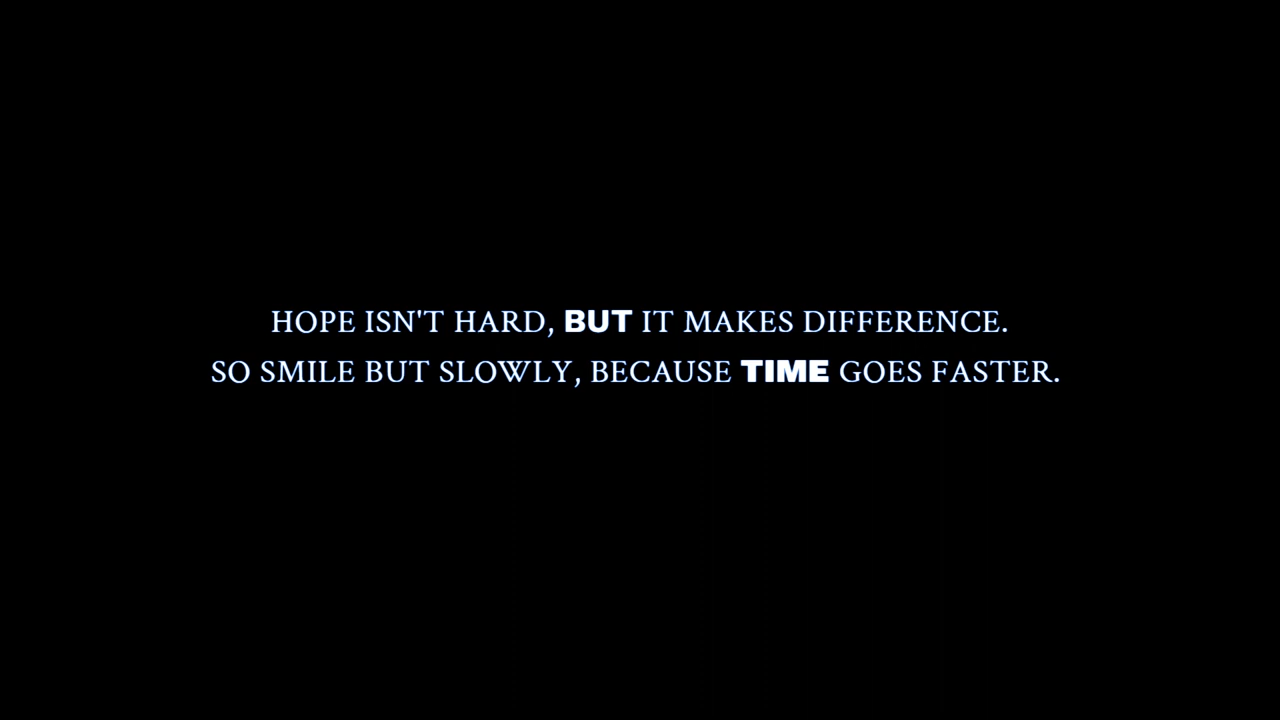 HOPE ISN'T HARD, BUT IT MAKES DIFFERENCE.
SO SMILE BUT SLOWLY, BECAUSE TIME GOES FASTER.